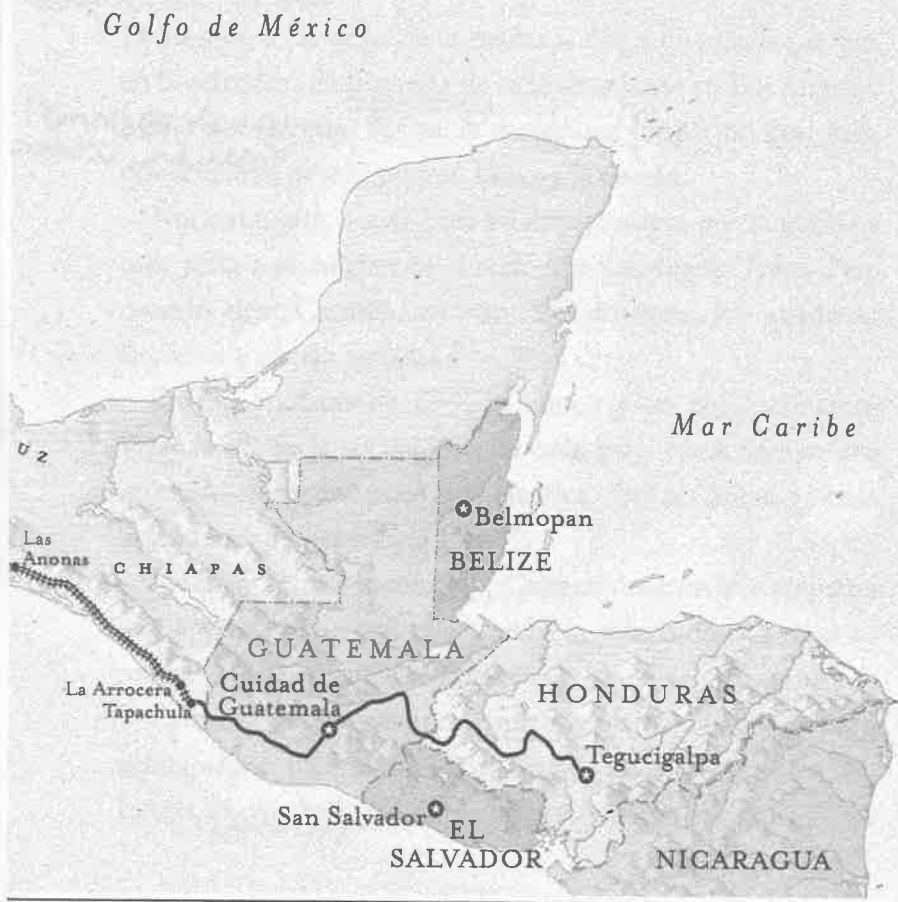 Golfo de México
Mar Caribe
UZ
Belmopan
BELIZE
Las
Anonas
CHIAPAS
GUATEMALA
La Arrocera
Tapachula
Cuidad de
Guatemala
HONDURAS
Tegucigalpa
San Salvador
EL
SALVADOR
NICARAGUA